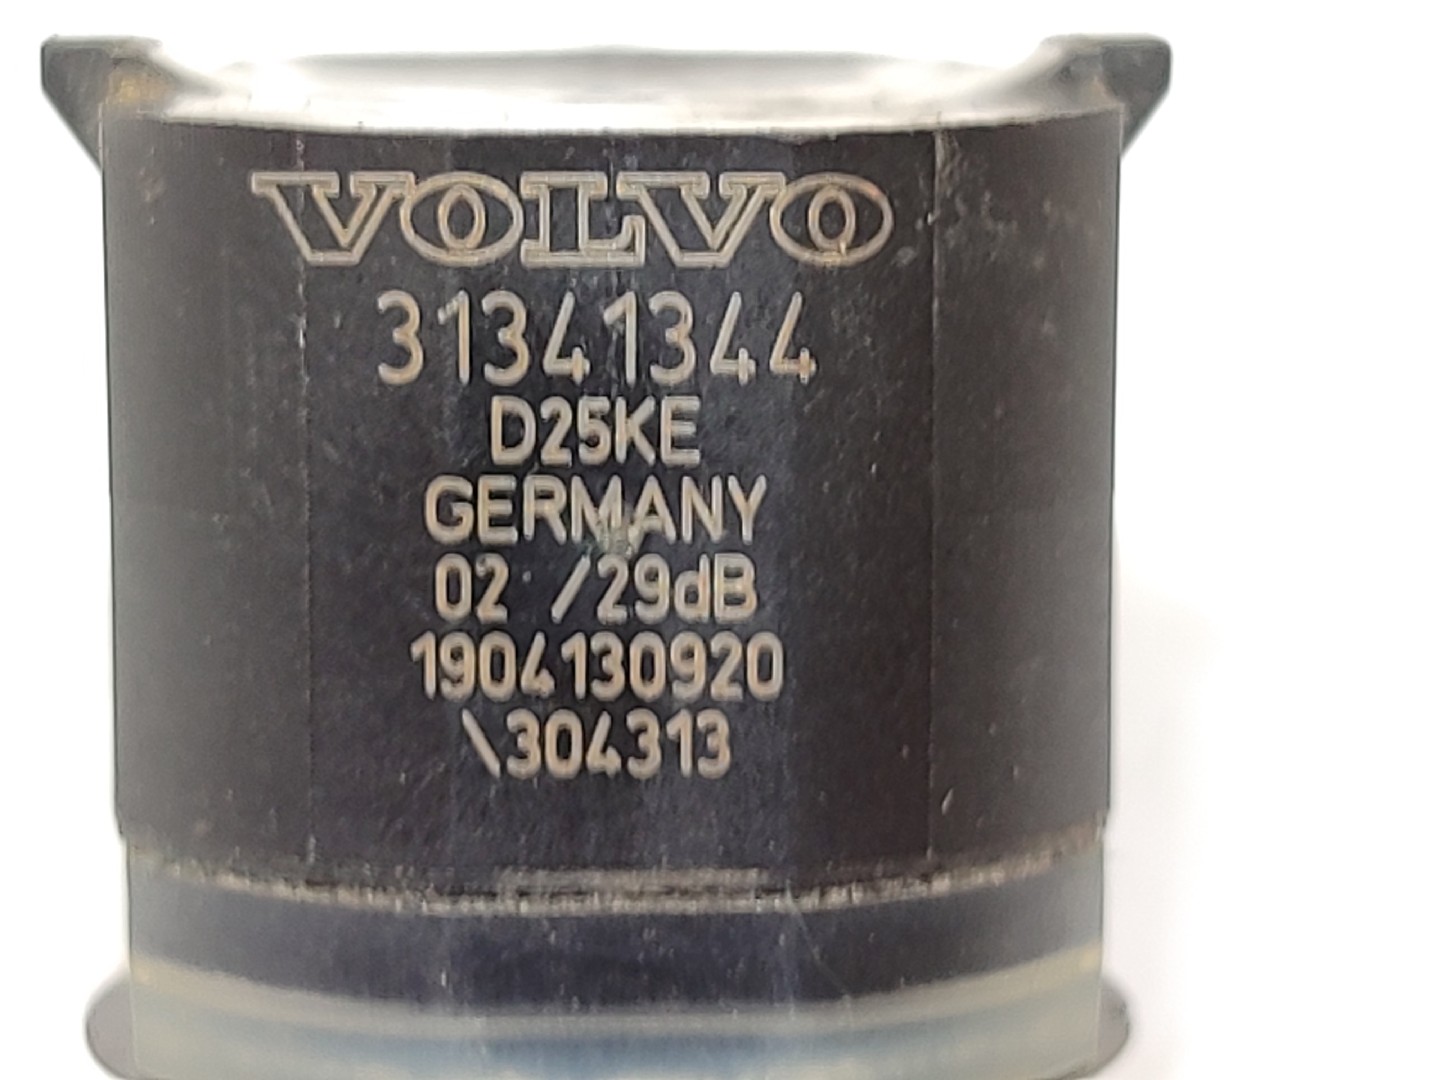 VOLVO
31341344
D25KE
GERMANY
02 /29dB
1904130920
\304313